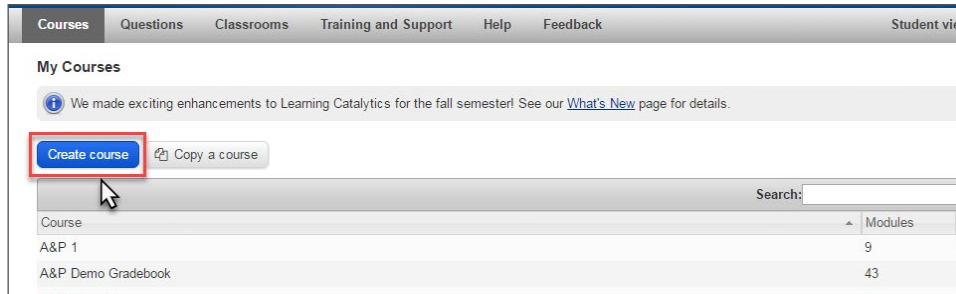 Courses Questions Classrooms Training and Support Help Feedback Student vie
My Courses
We made exciting enhancements to Learning Catalytics for the fall semester! See our What's New page for details.
Create course Copy a course
Search:
Course Modules
A&P 1 9
A&P Demo Gradebook 43